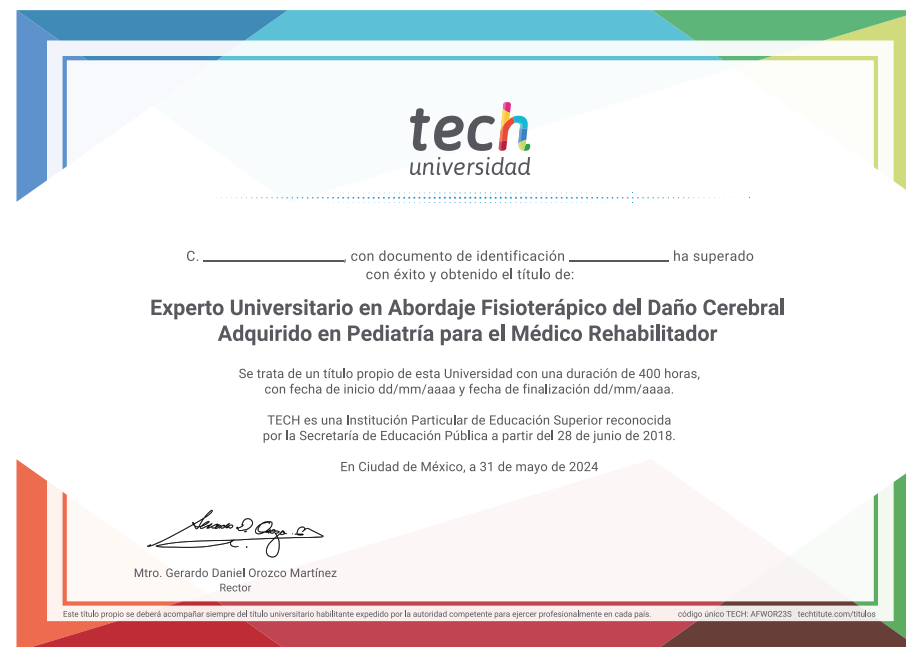 tech
universidad
C. ____________________, con documento de identificación ______________ ha superado
con éxito y obtenido el título de:
Experto Universitario en Abordaje Fisioterápico del Daño Cerebral
Adquirido en Pediatría para el Médico Rehabilitador
Se trata de un título propio de esta Universidad con una duración de 400 horas,
con fecha de inicio dd/mm/aaaa y fecha de finalización dd/mm/aaaa.
TECH es una Institución Particular de Educación Superior reconocida
por la Secretaría de Educación Pública a partir del 28 de junio de 2018.
En Ciudad de México, a 31 de mayo de 2024
Mtro. Gerardo Daniel Orozco Martínez
Rector
Este título propio se deberá acompañar siempre del título universitario habilitante expedido por la autoridad competente para ejercer profesionalmente en cada país. código único TECH: AFWOR23S techtitute.com/titulos